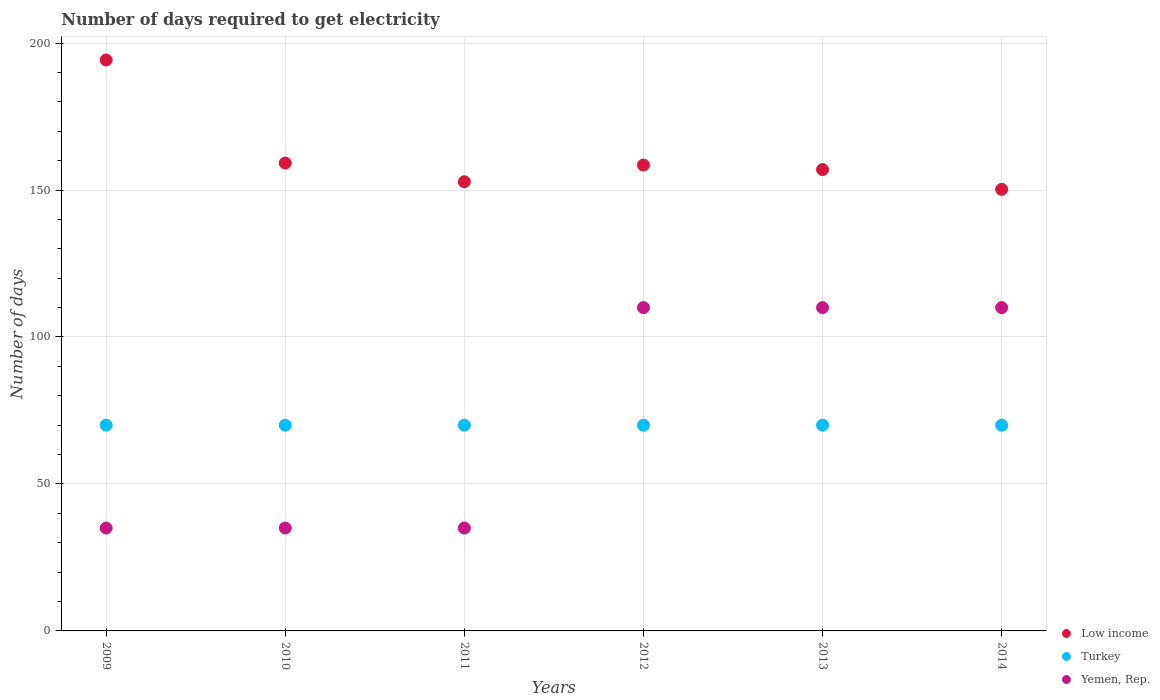 Number of days required to get electricity
Number of days
200
150
100
50
0
2009
2010
2011
2012
2013
2014
Years
Low income
Turkey
Yemen, Rep.